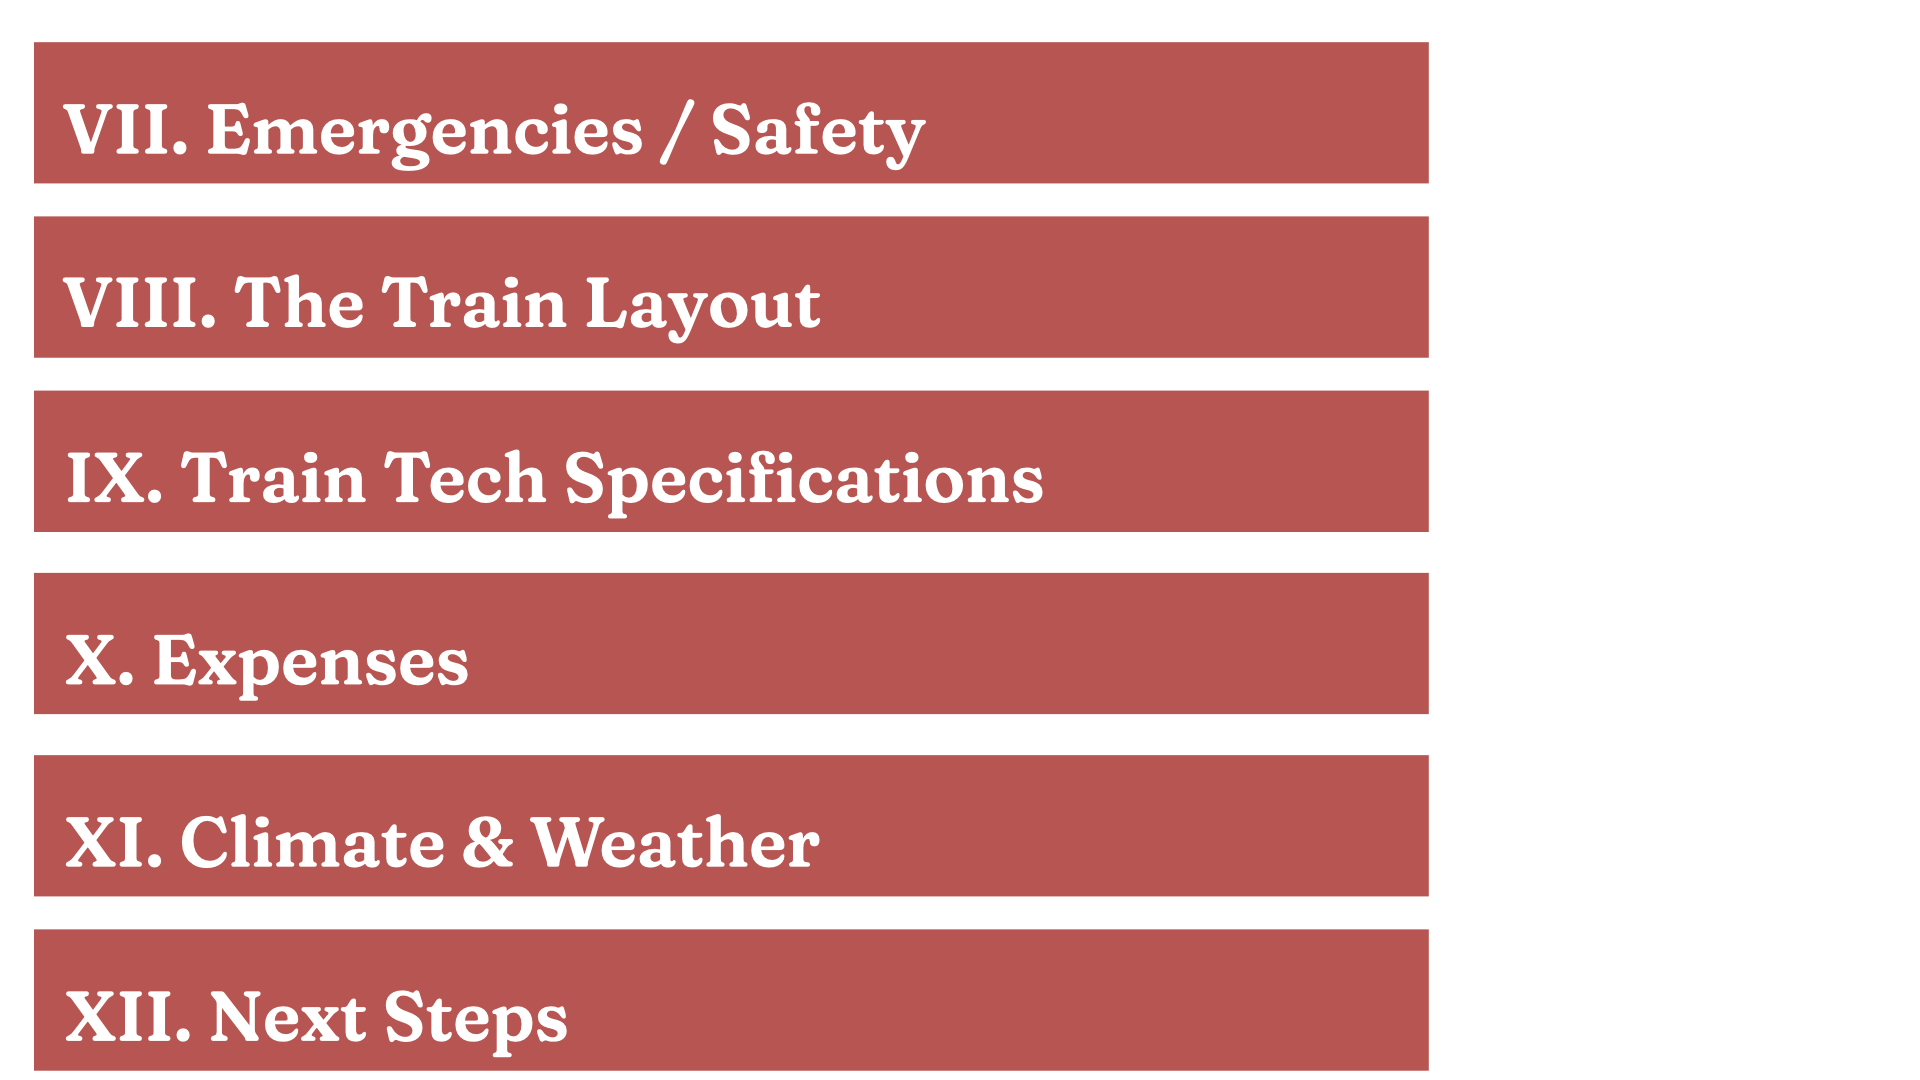 VII. Emergencies / Safety
VIII. The Train Layout
IX. Train Tech Specifications
X. Expenses
XI. Climate & Weather
XII. Next Steps